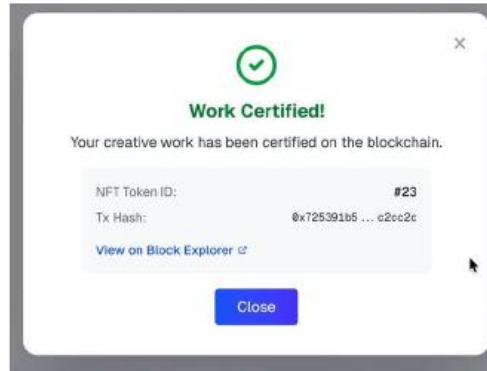 Work Certified!
Your creative work has been certified on the blockchain.
NFT Token ID: #23
Tx Hash: 0x725391b5 ... c2cc2c
View on Block Explorer
Close